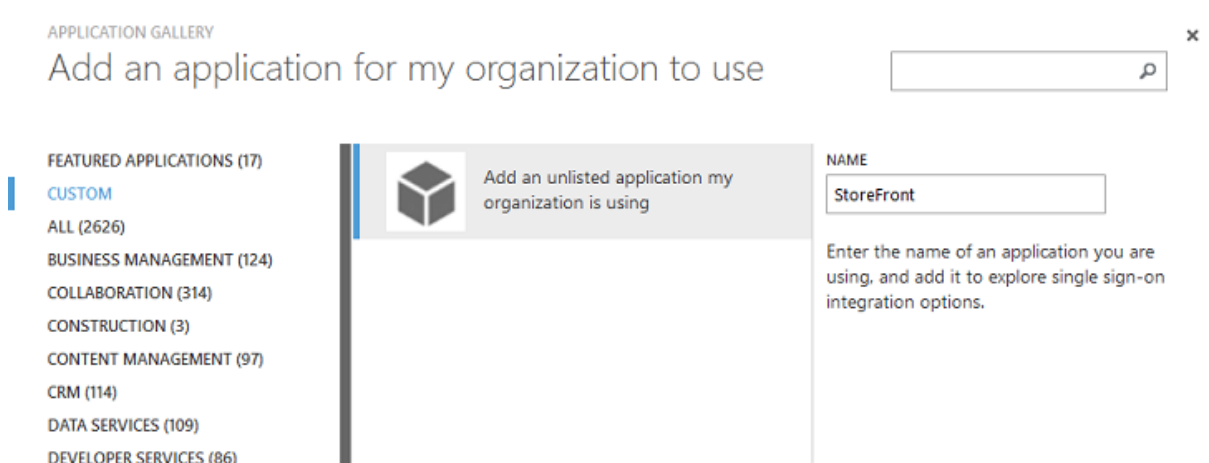 APPLICATION GALLERY
Add an application for my organization to use
FEATURED APPLICATIONS (17)
CUSTOM
ALL (2626)
BUSINESS MANAGEMENT (124)
COLLABORATION (314)
CONSTRUCTION (3)
CONTENT MANAGEMENT (97)
CRM (114)
DATA SERVICES (109)
DEVELOPER SERVICES (86)
Add an unlisted application my
organization is using
NAME
StoreFront
Enter the name of an application you are
using, and add it to explore single sign-on
integration options.